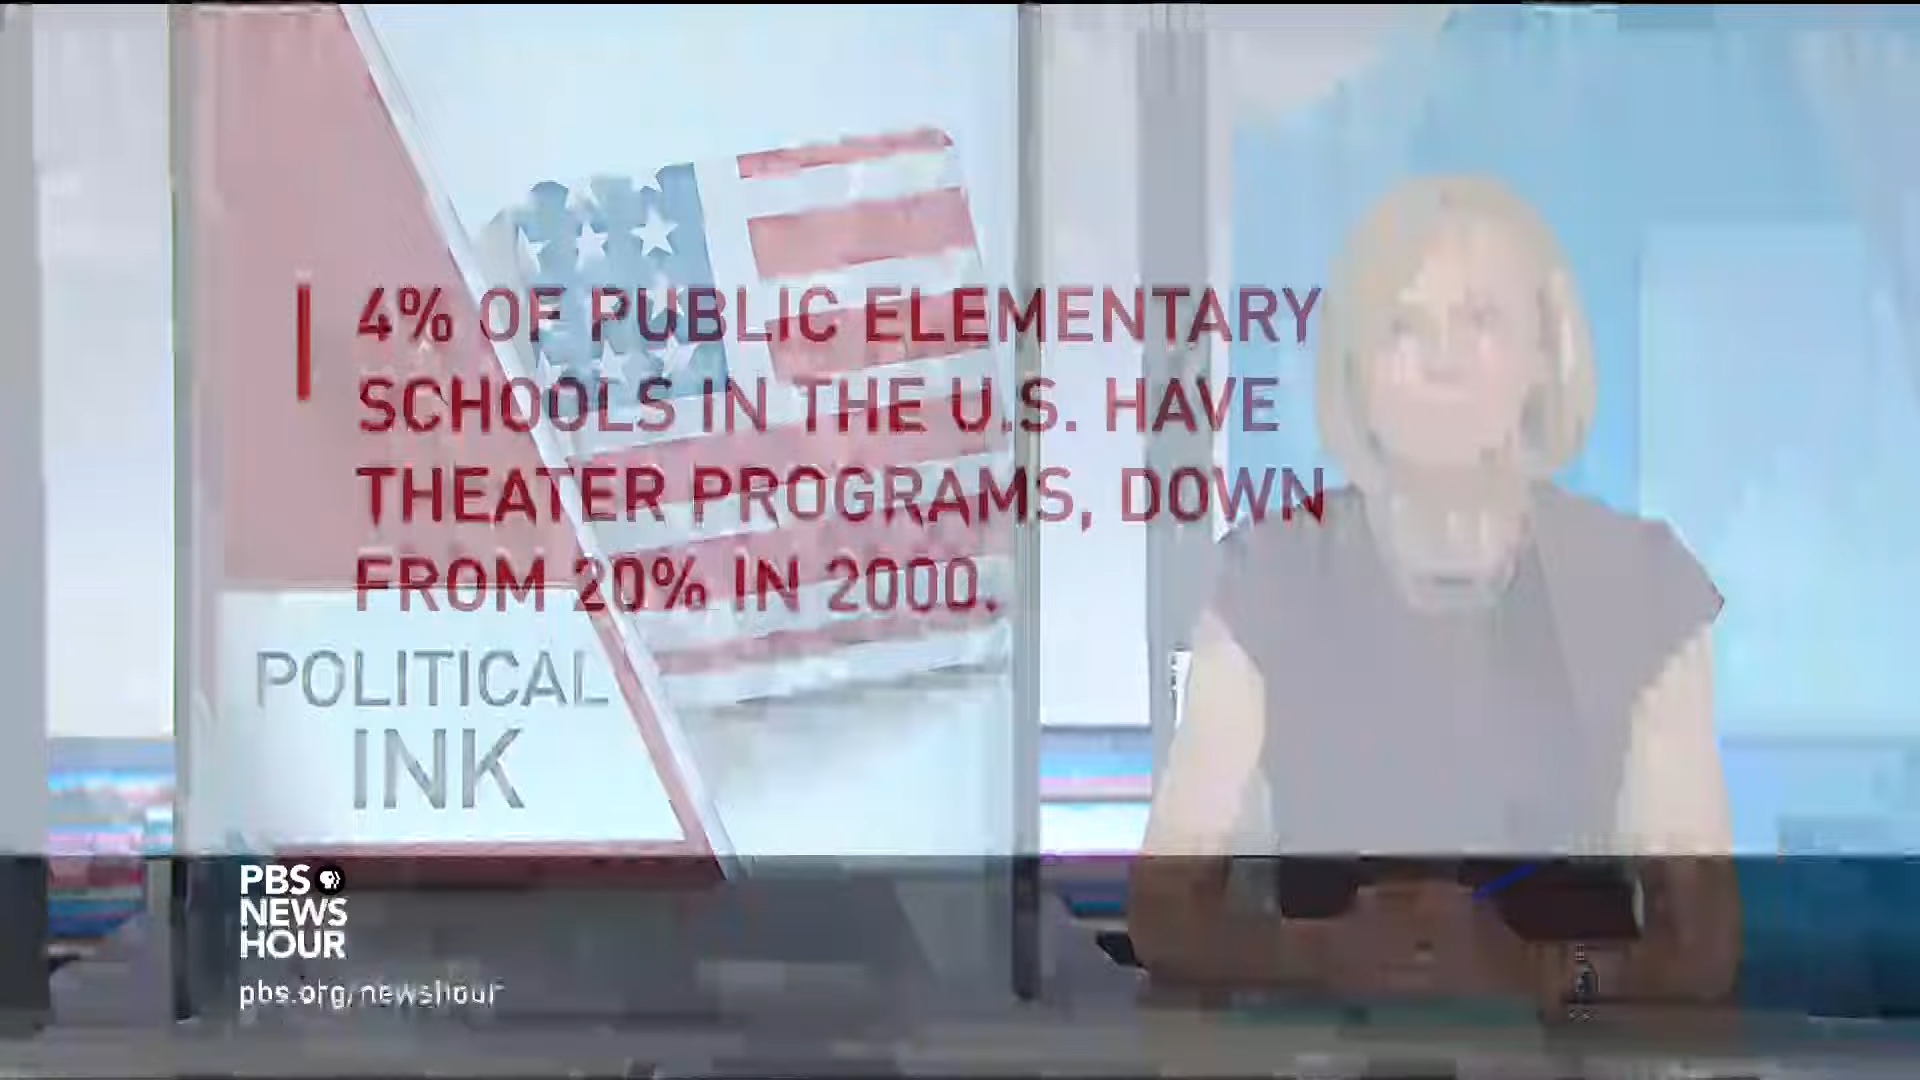 4% OF PUBLIC ELEMENTARY
SCHOOLS IN THE U.S. HAVE
THEATER PROGRAMS, DOWN
FROM 20% IN 2000.
POLITICAL
INK
PBS
NEWS
HOUR
pbs.org/newshour